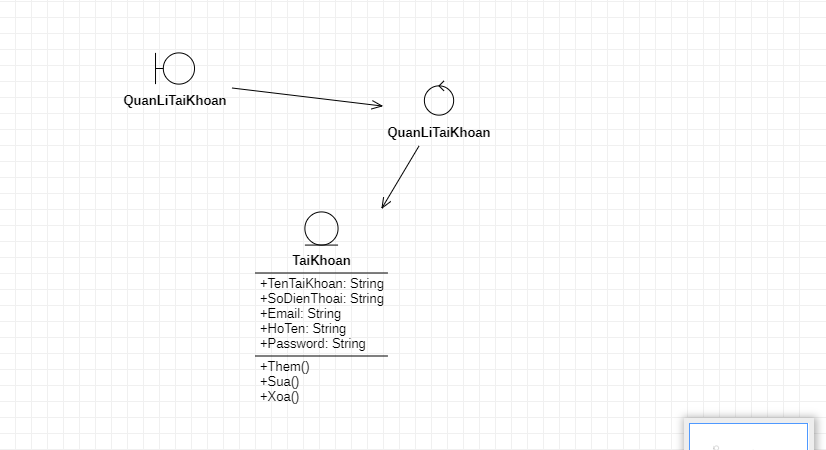 QuanLiTaiKhoan
QuanLiTaiKhoan
TaiKhoan
+TenTaiKhoan: String
+SoDienThoai: String
+Email: String
+HoTen: String
+Password: String
+Them()
+Sua()
+Xoa()